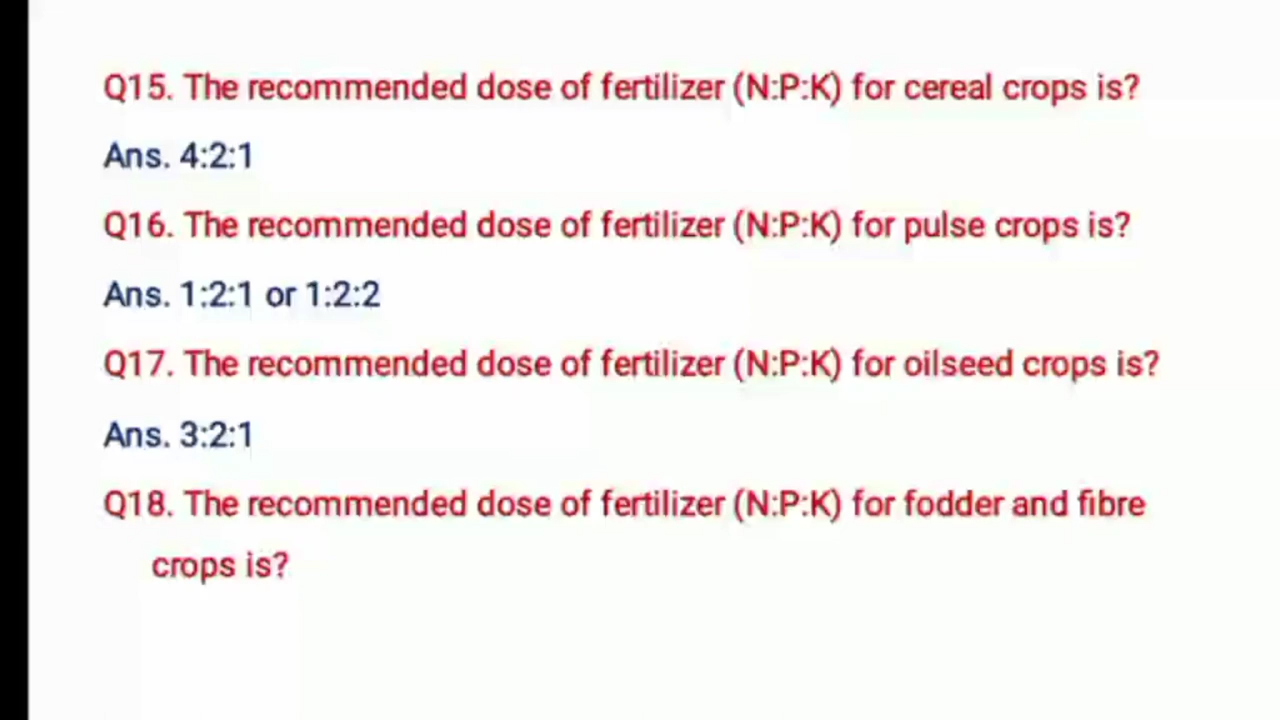 Q15. The recommended dose of fertilizer (N:P:K) for cereal crops is?
Ans. 4:2:1
Q16. The recommended dose of fertilizer (N:P:K) for pulse crops is?
Ans. 1:2:1 or 1:2:2
Q17. The recommended dose of fertilizer (N:P:K) for oilseed crops is?
Ans. 3:2:1
Q18. The recommended dose of fertilizer (N:P:K) for fodder and fibre
crops is?